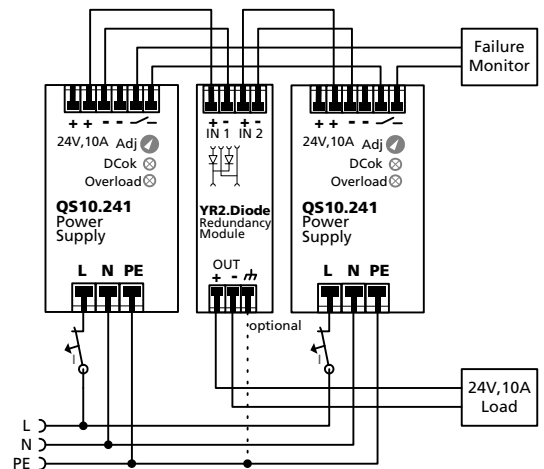 Failure
Monitor
+ + - -
24V,10A Adj
DCok
Overload
QS10.241
Power
Supply
L N PE
+ - + -
IN 1 IN 2
YR2.Diode
Redundancy
Module
OUT
+ -
optional
+ + - -
24V,10A Adj
DCok
Overload
QS10.241
Power
Supply
L N PE
I
I
24V,10A
Load
L
N
PE